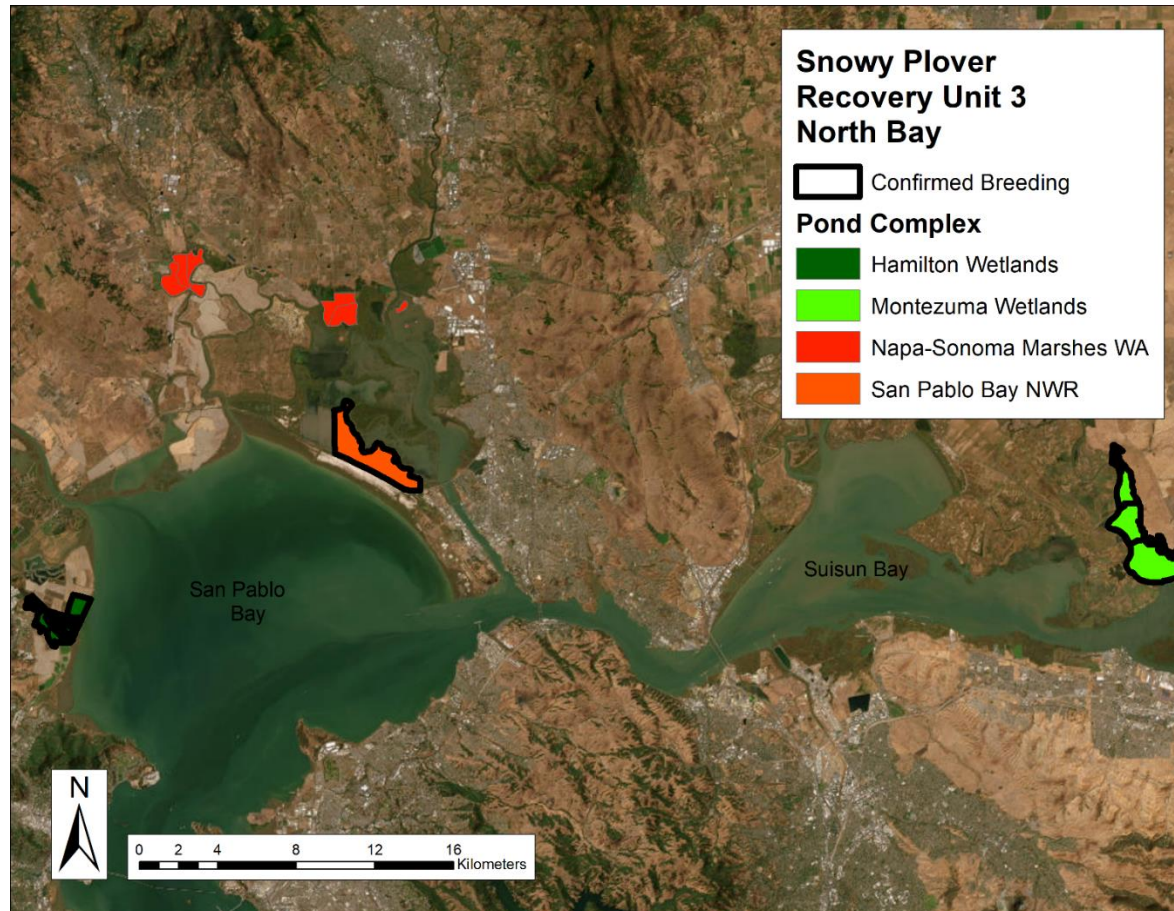 Snowy Plover
Recovery Unit 3
North Bay
Confirmed Breeding
Pond Complex
Hamilton Wetlands
Montezuma Wetlands
Napa-Sonoma Marshes WA
San Pablo Bay NWR
San Pablo
Bay
Suisun Bay
N
0 2 4 8 12 16
Kilometers